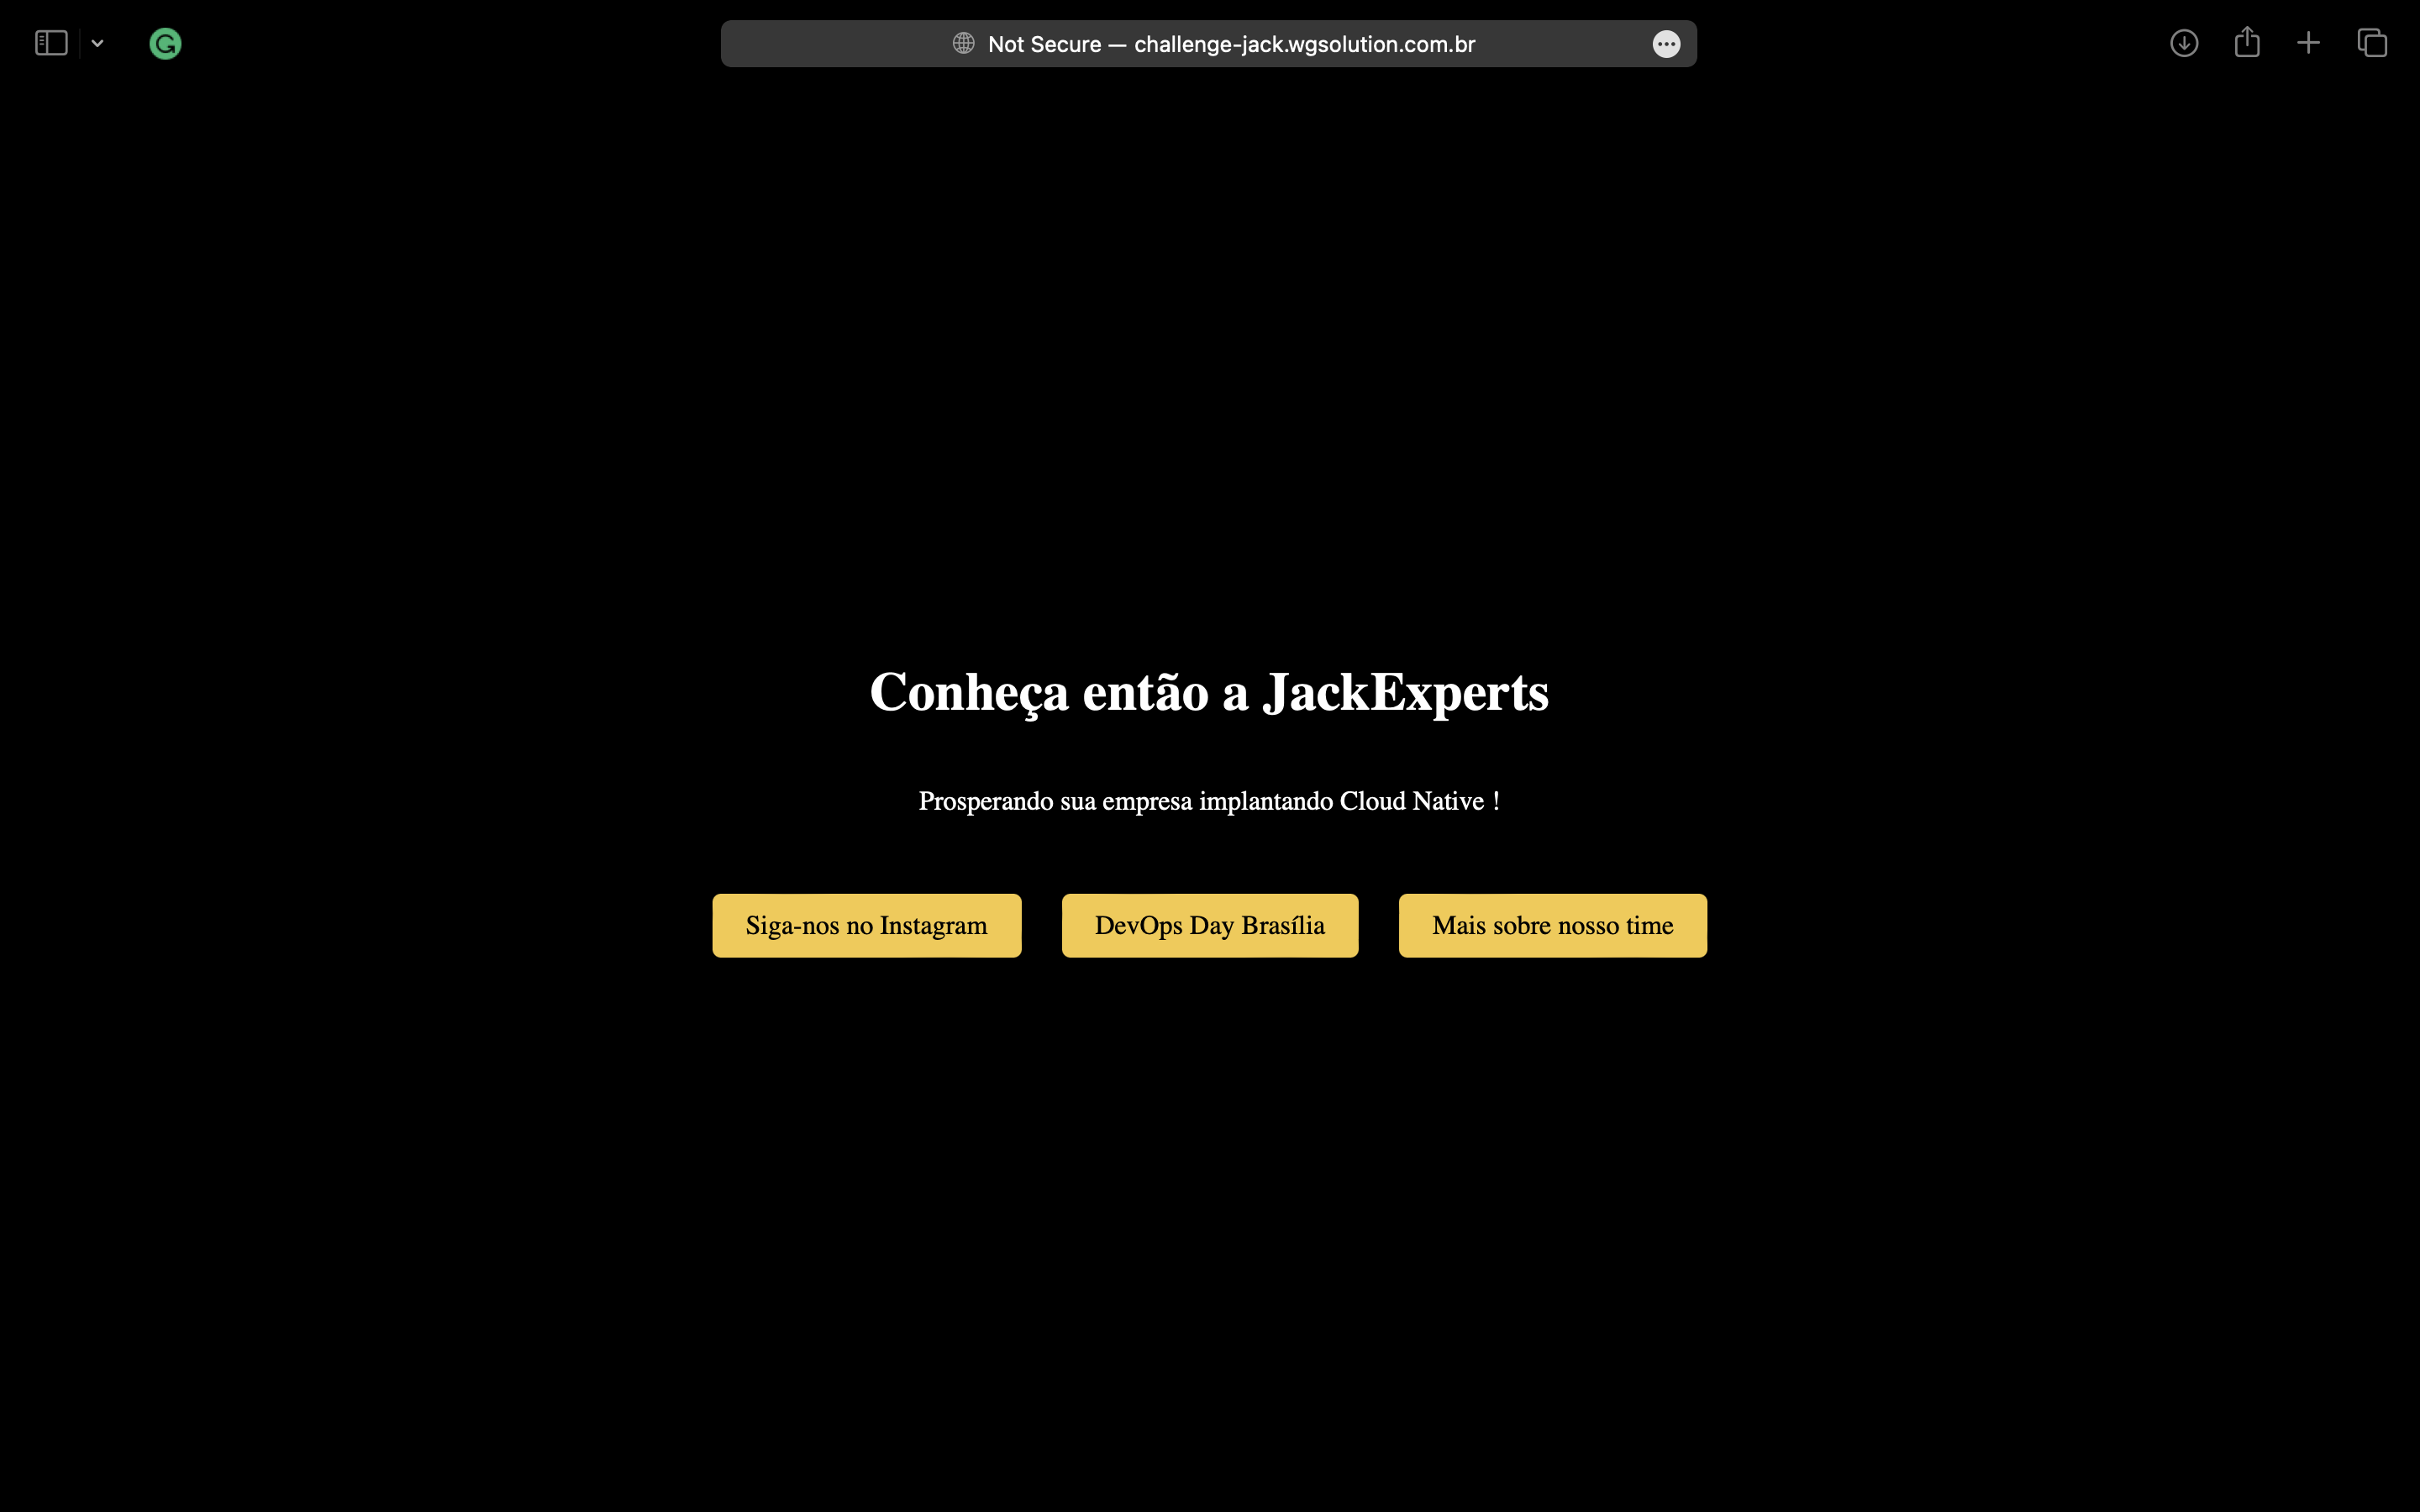 Not Secure — challenge-jack.wgsolution.com.br
Conheça então a JackExperts
Prosperando sua empresa implantando Cloud Native !
Siga-nos no Instagram
DevOps Day Brasília
Mais sobre nosso time